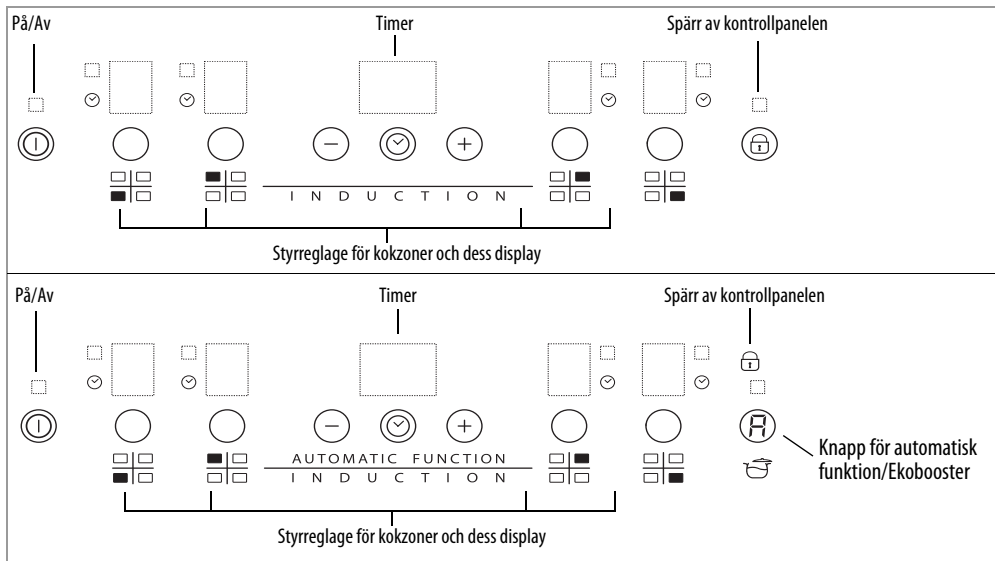 På/Av Timer Spärr av kontrollpanelen
I N D U C T I O N
Styrreglage för kokzoner och dess display
På/Av Timer Spärr av kontrollpanelen
A
AUTOMATIC FUNCTION
I N D U C T I O N
Knapp för automatisk
funktion/Ekobooster
Styrreglage för kokzoner och dess display